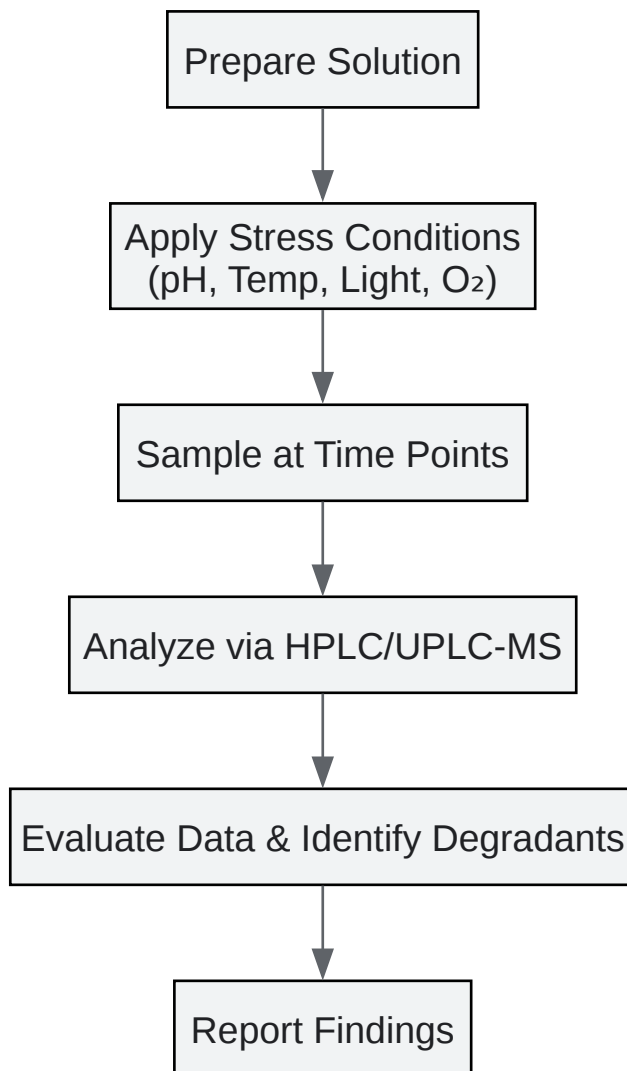 Prepare Solution
Apply Stress Conditions
(pH, Temp, Light, O₂)
Sample at Time Points
Analyze via HPLC/UPLC-MS
Evaluate Data & Identify Degradants
Report Findings